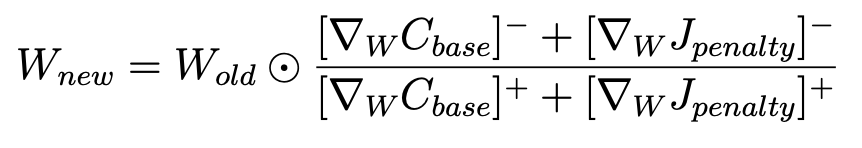 $W_{new} = W_{old} \odot \frac{[\nabla_W C_{base}]^- + [\nabla_W J_{penalty}]^-}{[\nabla_W C_{base}]^+ + [\nabla_W J_{penalty}]^+}$